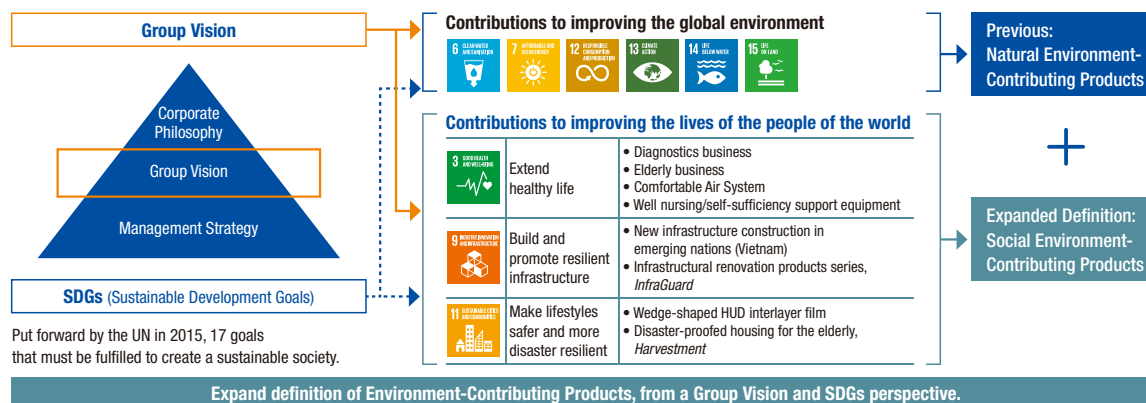 Group Vision
Corporate
Philosophy
Group Vision
Management Strategy
SDGs (Sustainable Development Goals)
Put forward by the UN in 2015, 17 goals
that must be fulfilled to create a sustainable society.
Contributions to improving the global environment
6 CLEAN WATER
AND SANITATION
7 AFFORDABLE AND
CLEAN ENERGY
12 RESPONSIBLE
CONSUMPTION
AND PRODUCTION
13 CLIMATE
ACTION
14 LIFE
BELOW WATER
15 LIFE
ON LAND
Contributions to improving the lives of the people of the world
3 GOOD HEALTH
AND WELL-BEING
Extend
healthy life
• Diagnostics business
• Elderly business
• Comfortable Air System
• Well nursing/self-sufficiency support equipment
9 INDUSTRY, INNOVATION
AND INFRASTRUCTURE
Build and
promote resilient
infrastructure
• New infrastructure construction in
emerging nations (Vietnam)
• Infrastructural renovation products series,
InfraGuard
11 SUSTAINABLE CITIES
AND COMMUNITIES
Make lifestyles
safer and more
disaster resilient
• Wedge-shaped HUD interlayer film
• Disaster-proofed housing for the elderly,
Harvestment
Previous:
Natural Environment-
Contributing Products
+
Expanded Definition:
Social Environment-
Contributing Products
Expand definition of Environment-Contributing Products, from a Group Vision and SDGs perspective.